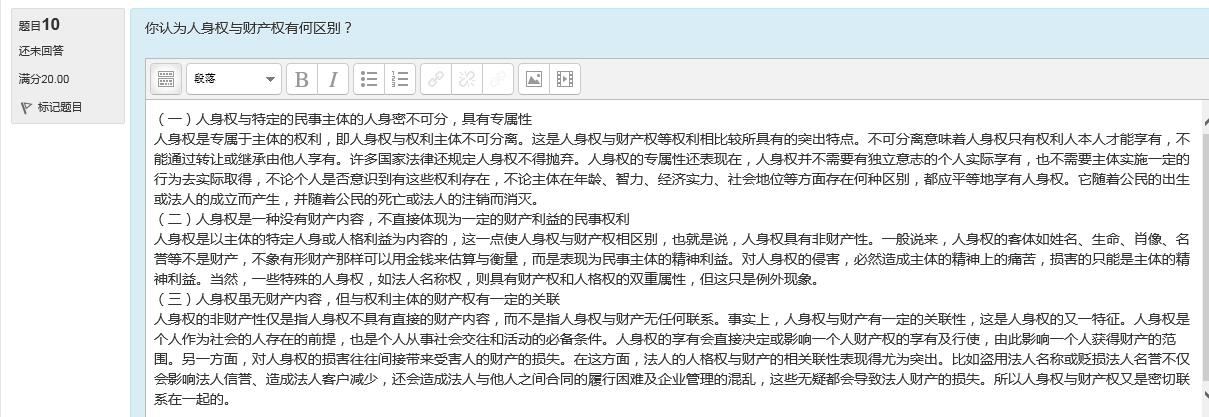 题目10
还未回答
满分20.00
标记题目
你认为人身权与财产权有何区别？
段落
B I
（一）人身权与特定的民事主体的人身密不可分，具有专属性
人身权是专属于主体的权利，即人身权与权利主体不可分离。这是人身权与财产权等权利相比较所具有的突出特点。不可分离意味着人身权只有权利人本人才能享有，不
能通过转让或继承由他人享有。许多国家法律还规定人身权不得抛弃。人身权的专属性还表现在，人身权并不需要有独立意志的个人实际享有，也不需要主体实施一定的
行为去实际取得，不论个人是否意识到有这些权利存在，不论主体在年龄、智力、经济实力、社会地位等方面存在何种区别，都应平等地享有人身权。它随着公民的出生
或法人的成立而产生，并随着公民的死亡或法人的注销而消灭。
（二）人身权是一种没有财产内容，不直接体现为一定的财产利益的民事权利
人身权是以主体的特定人身或人格利益为内容的，这一点使人身权与财产权相区别，也就是说，人身权具有非财产性。一般说来，人身权的客体如姓名、生命、肖像、名
誉等不是财产，不象有形财产那样可以用金钱来估算与衡量，而是表现为民事主体的精神利益。对人身权的侵害，必然造成主体的精神上的痛苦，损害的只能是主体的精
神利益。当然，一些特殊的人身权，如法人名称权，则具有财产权和人格权的双重属性，但这只是例外现象。
（三）人身权虽无财产内容，但与权利主体的财产权有一定的关联
人身权的非财产性仅是指人身权不具有直接的财产内容，而不是指人身权与财产无任何联系。事实上，人身权与财产有一定的关联性，这是人身权的又一特征。人身权是
个人作为社会的人存在的前提，也是个人从事社会交往和活动的必备条件。人身权的享有会直接决定或影响一个人财产权的享有及行使，由此影响一个人获得财产的范
围。另一方面，对人身权的损害往往间接带来受害人的财产的损失。在这方面，法人的人格权与财产的相关联性表现得尤为突出。比如盗用法人名称或贬损法人名誉不仅
会影响法人信誉、造成法人客户减少，还会造成法人与他人之间合同的履行困难及企业管理的混乱，这些无疑都会导致法人财产的损失。所以人身权与财产权又是密切联
系在一起的。